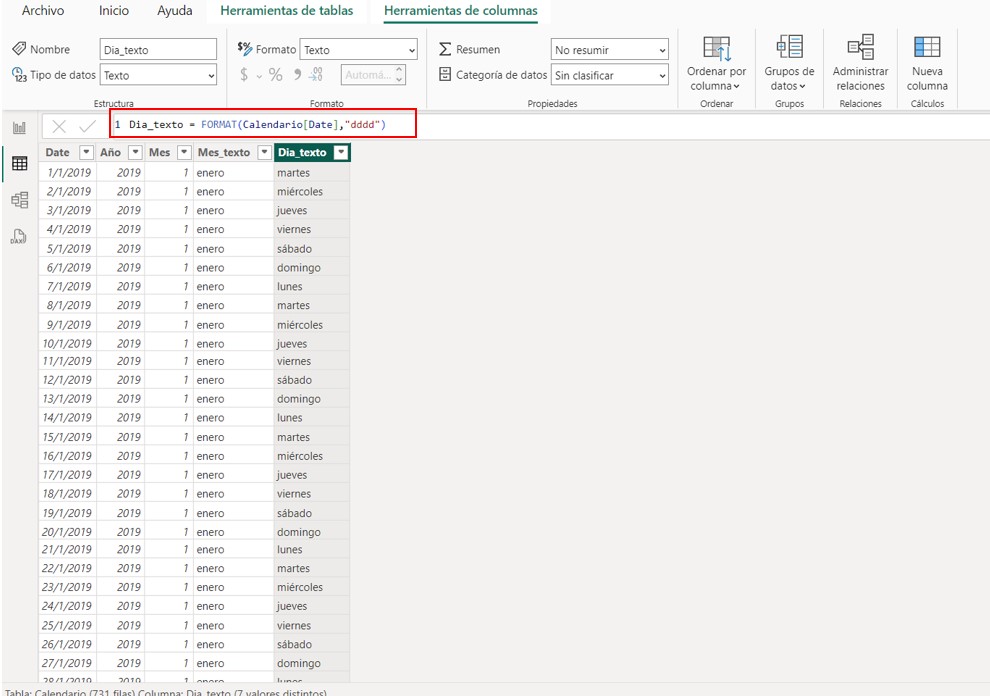 Archivo Inicio Ayuda Herramientas de tablas Herramientas de columnas
Nombre Dia_texto $% Formato Texto Resumen No resumir
Tipo de datos Texto $ % 9 .00 Automá... Categoría de datos Sin clasificar
Ordenar por columna
Grupos de datos
Administrar relaciones
Nueva columna
Estructura Formato Propiedades Ordenar Grupos Relaciones Cálculos
1 Dia_texto = FORMAT(Calendario[Date],"dddd")
Date Año Mes Mes_texto Dia_texto
1/1/2019 2019 1 enero martes
2/1/2019 2019 1 enero miércoles
3/1/2019 2019 1 enero jueves
4/1/2019 2019 1 enero viernes
5/1/2019 2019 1 enero sábado
6/1/2019 2019 1 enero domingo
7/1/2019 2019 1 enero lunes
8/1/2019 2019 1 enero martes
9/1/2019 2019 1 enero miércoles
10/1/2019 2019 1 enero jueves
11/1/2019 2019 1 enero viernes
12/1/2019 2019 1 enero sábado
13/1/2019 2019 1 enero domingo
14/1/2019 2019 1 enero lunes
15/1/2019 2019 1 enero martes
16/1/2019 2019 1 enero miércoles
17/1/2019 2019 1 enero jueves
18/1/2019 2019 1 enero viernes
19/1/2019 2019 1 enero sábado
20/1/2019 2019 1 enero domingo
21/1/2019 2019 1 enero lunes
22/1/2019 2019 1 enero martes
23/1/2019 2019 1 enero miércoles
24/1/2019 2019 1 enero jueves
25/1/2019 2019 1 enero viernes
26/1/2019 2019 1 enero sábado
27/1/2019 2019 1 enero domingo
28/1/2019 2019 1 enero lunes
Tabla: Calendario (731 filas) Columna: Dia_texto (7 valores distintos)